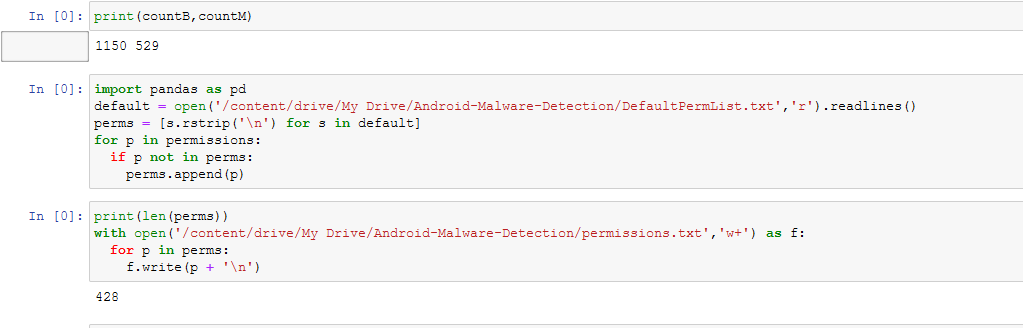 In [0]: print(countB,countM)
1150 529
In [0]: import pandas as pd
default = open('/content/drive/My Drive/Android-Malware-Detection/DefaultPermList.txt','r').readlines()
perms = [s.rstrip('\n') for s in default]
for p in permissions:
  if p not in perms:
    perms.append(p)
In [0]: print(len(perms))
with open('/content/drive/My Drive/Android-Malware-Detection/permissions.txt','w+') as f:
  for p in perms:
    f.write(p + '\n')
428